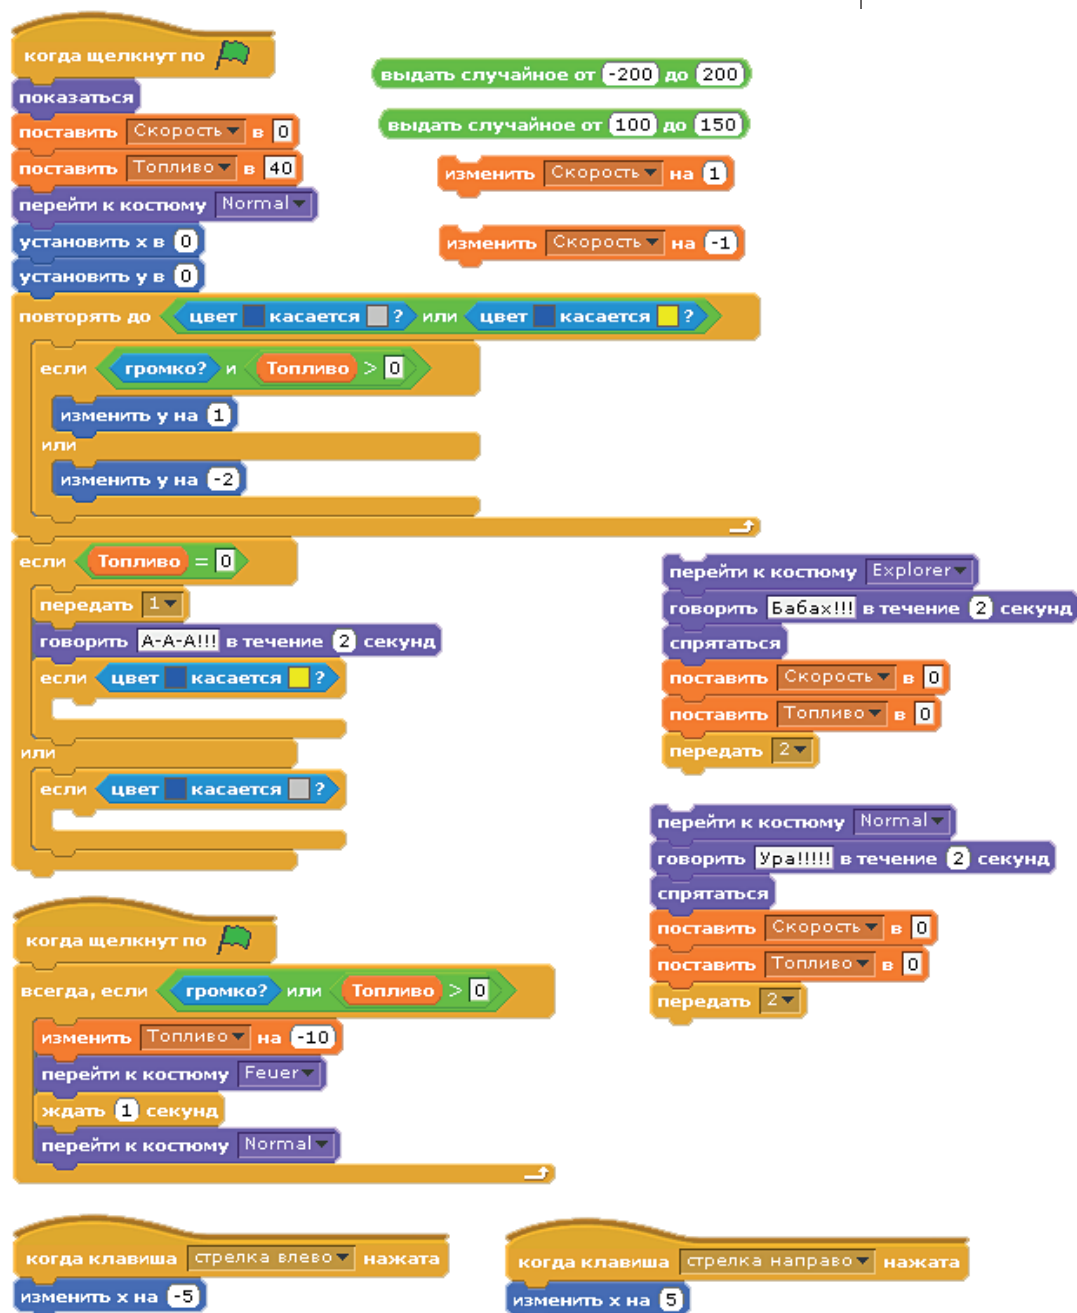 когда щелкнут по
показаться
поставить Скорость в 0
поставить Топливо в 40
перейти к костюму Normal
установить x в 0
установить y в 0
повторять до цвет касается ? или цвет касается ?
если громко? и Топливо > 0
изменить y на 1
или
изменить y на -2
если Топливо = 0
передать 1
говорить А-А-А!!! в течение 2 секунд
если цвет касается ?
или
если цвет касается ?
выдать случайное от -200 до 200
выдать случайное от 100 до 150
изменить Скорость на 1
изменить Скорость на -1
перейти к костюму Explorer
говорить Бабах!!! в течение 2 секунд
спрятаться
поставить Скорость в 0
поставить Топливо в 0
передать 2
перейти к костюму Normal
говорить Ура!!!!! в течение 2 секунд
спрятаться
поставить Скорость в 0
поставить Топливо в 0
передать 2
когда щелкнут по
всегда, если громко? или Топливо > 0
изменить Топливо на -10
перейти к костюму Feuer
ждать 1 секунд
перейти к костюму Normal
когда клавиша стрелка влево нажата
изменить x на -5
когда клавиша стрелка направо нажата
изменить x на 5